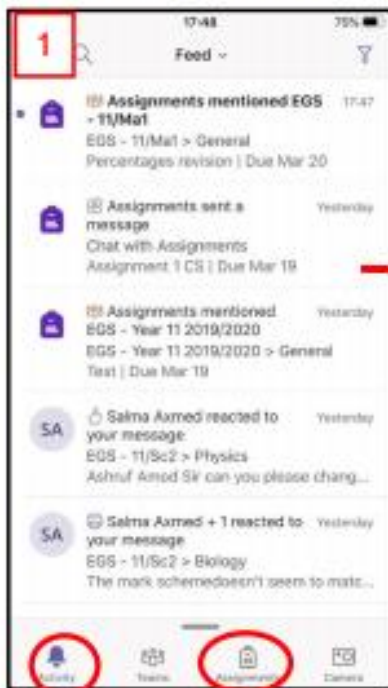 1
17:48
75%
Feed
Assignments mentioned EGS 17:47
- 11/Ma1
EGS - 11/Ma1 > General
Percentages revision | Due Mar 20
Assignments sent a Yesterday
message
Chat with Assignments
Assignment 1 CS | Due Mar 19
Assignments mentioned Yesterday
EGS - Year 11 2019/2020
EGS - Year 11 2019/2020 > General
Test | Due Mar 19
SA
Salma Axmed reacted to Yesterday
your message
EGS - 11/Sc2 > Physics
Ashruf Amod Sir can you please chang...
SA
Salma Axmed + 1 reacted to Yesterday
your message
EGS - 11/Sc2 > Biology
The mark schemedoesn't seem to matc...
Activity Teams Assignments Camera